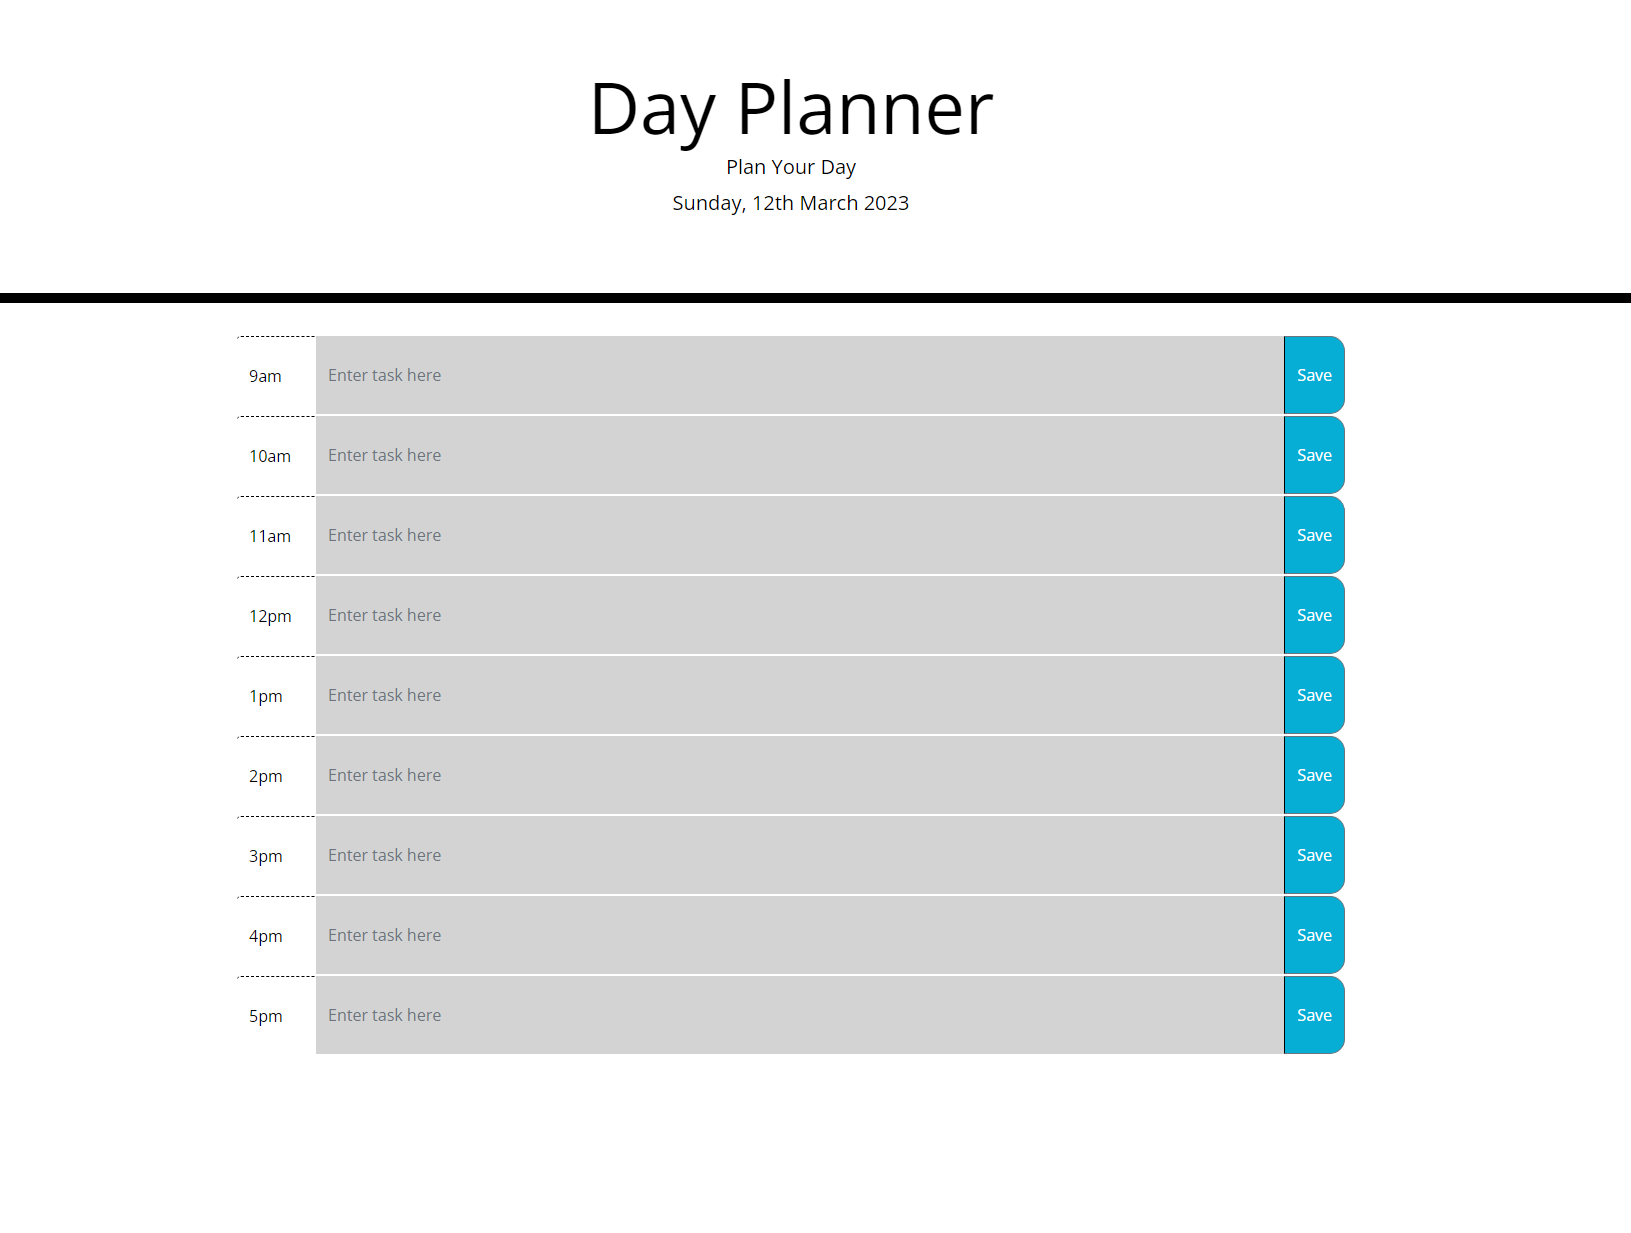 Day Planner
Plan Your Day
Sunday, 12th March 2023
9am Enter task here Save
10am Enter task here Save
11am Enter task here Save
12pm Enter task here Save
1pm Enter task here Save
2pm Enter task here Save
3pm Enter task here Save
4pm Enter task here Save
5pm Enter task here Save